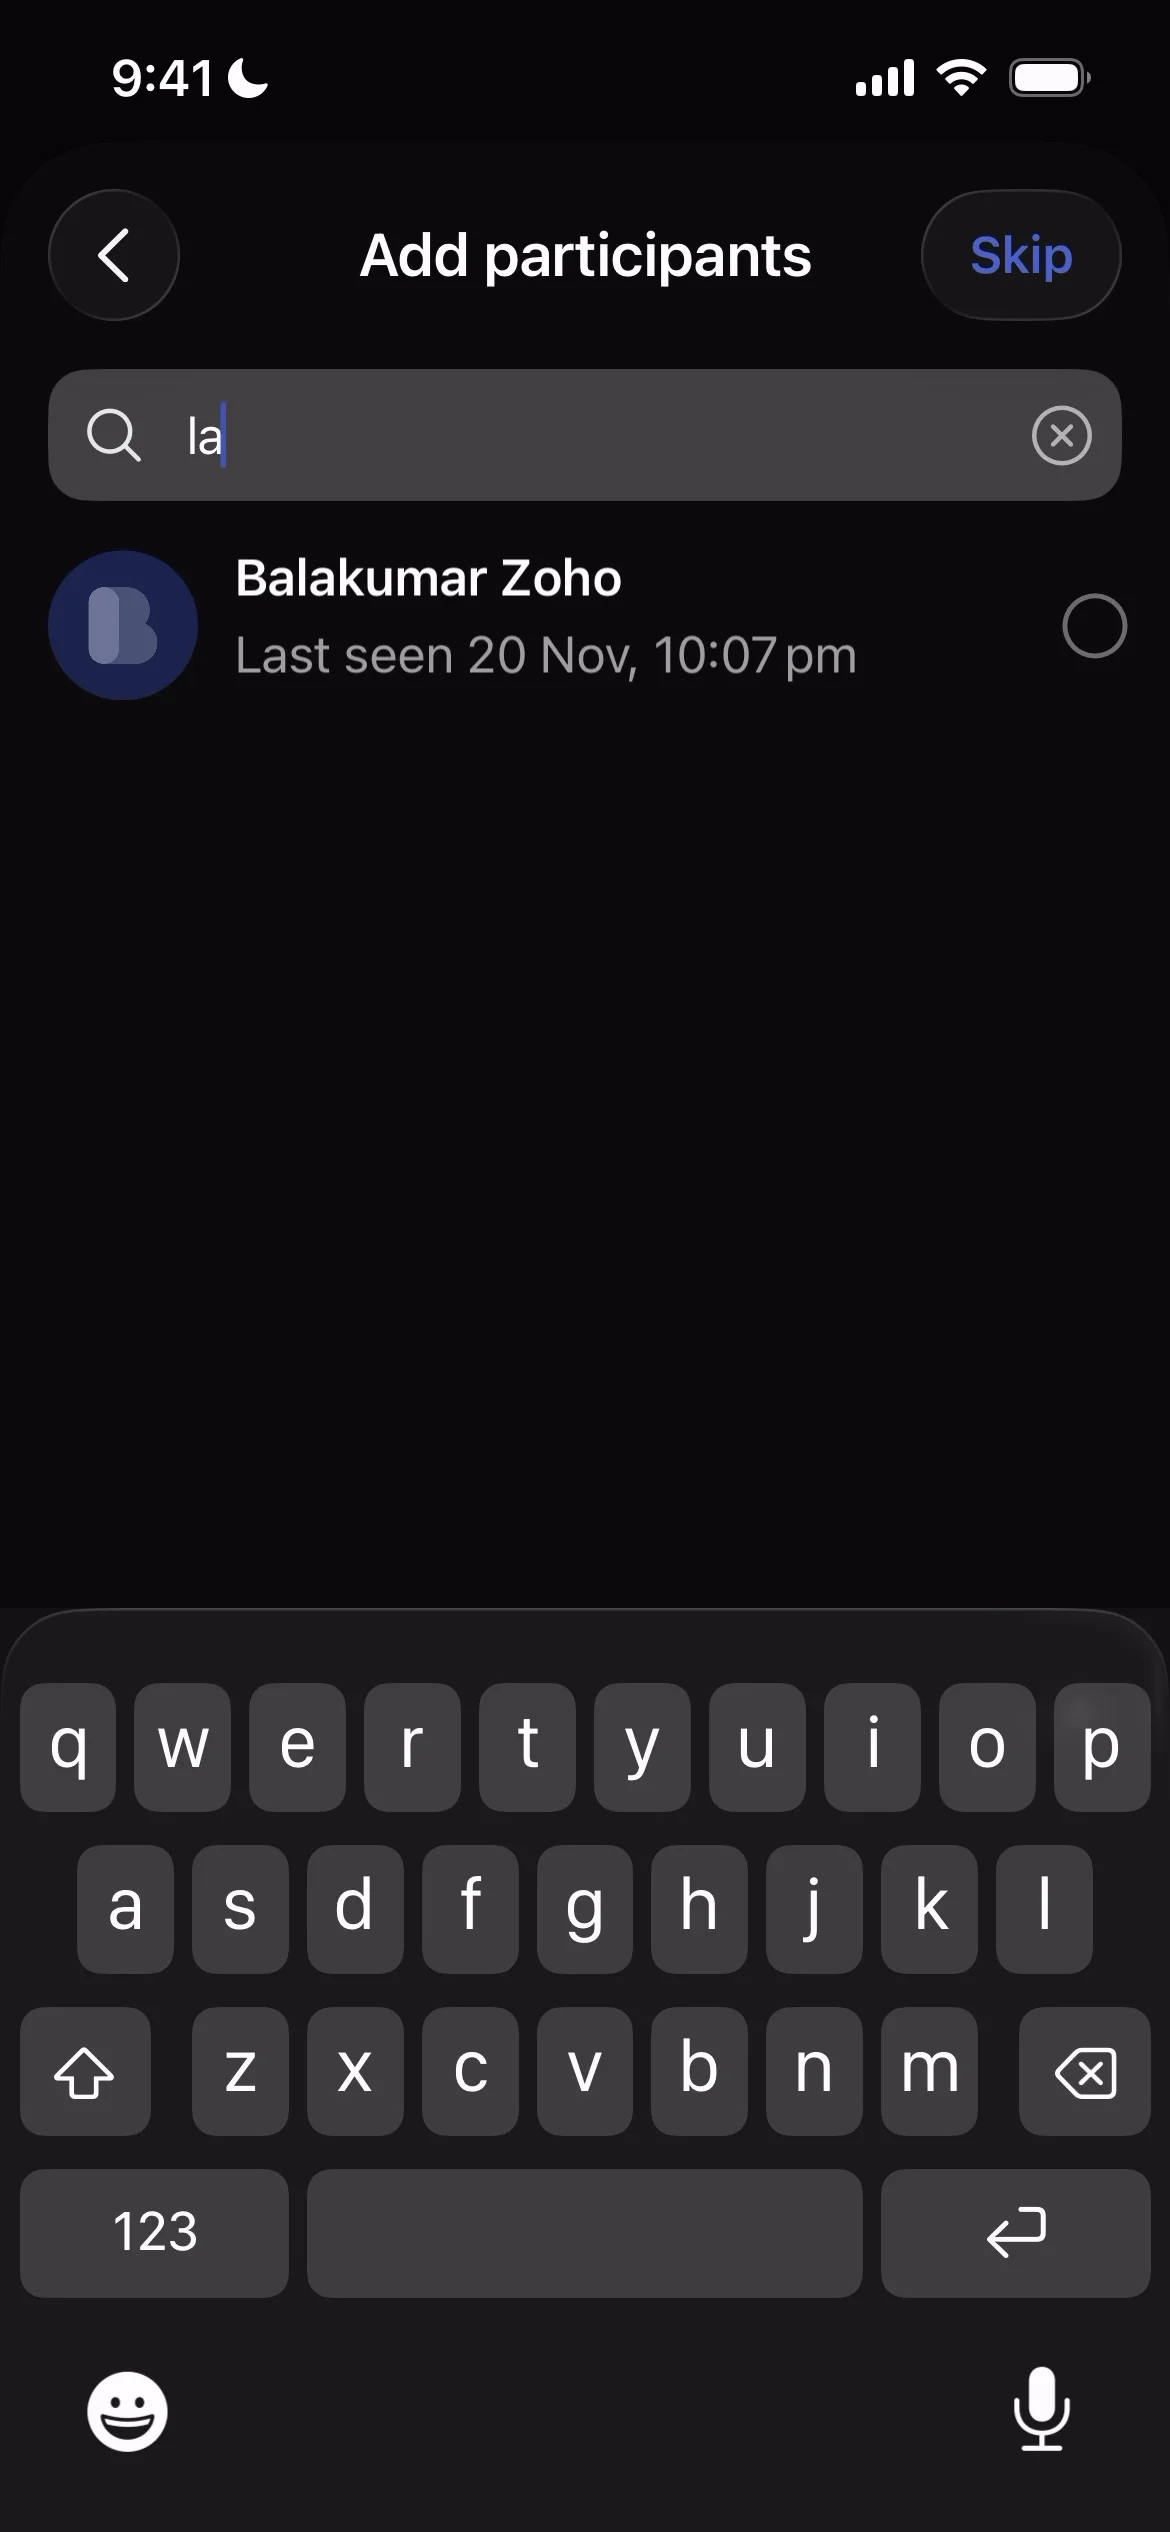 9:41
Add participants
Skip
la
B
Balakumar Zoho
Last seen 20 Nov, 10:07 pm
q w e r t y u i o p
a s d f g h j k l
z x c v b n m
123